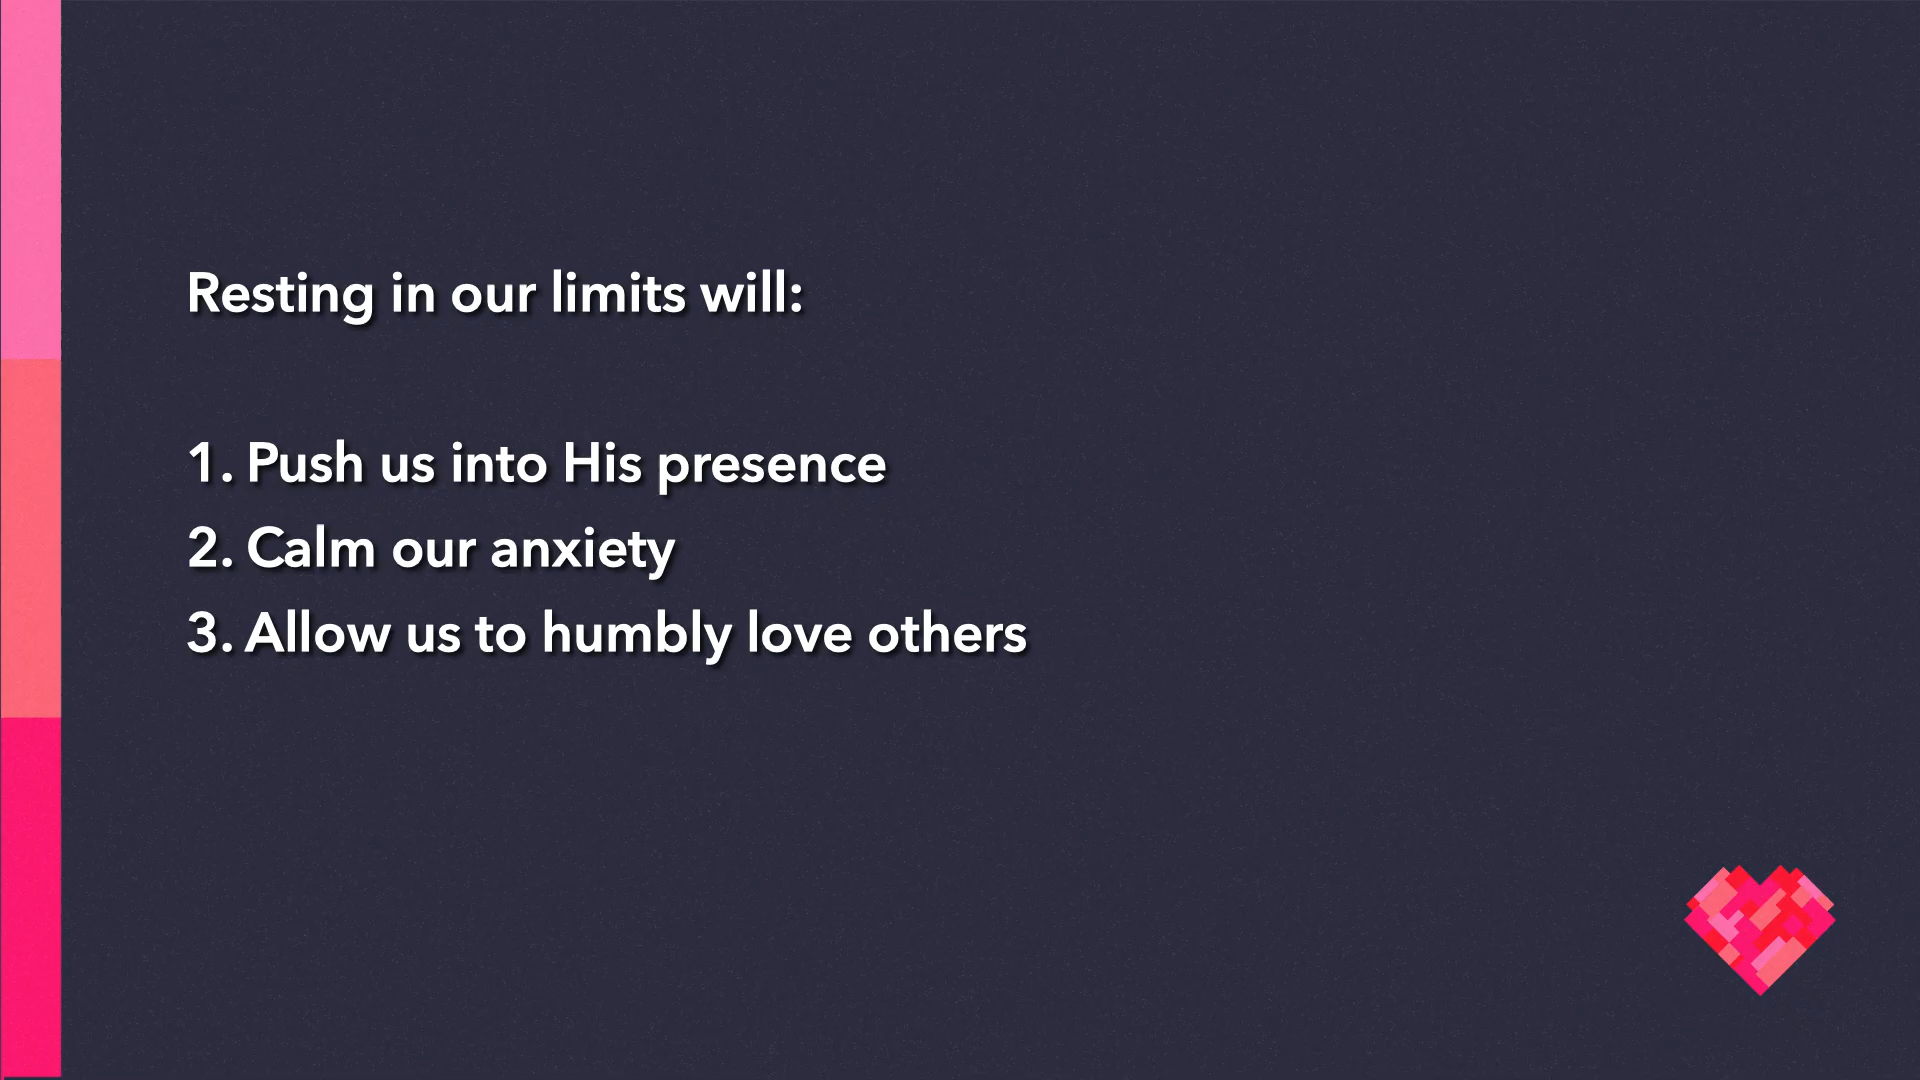 Resting in our limits will:
1. Push us into His presence
2. Calm our anxiety
3. Allow us to humbly love others